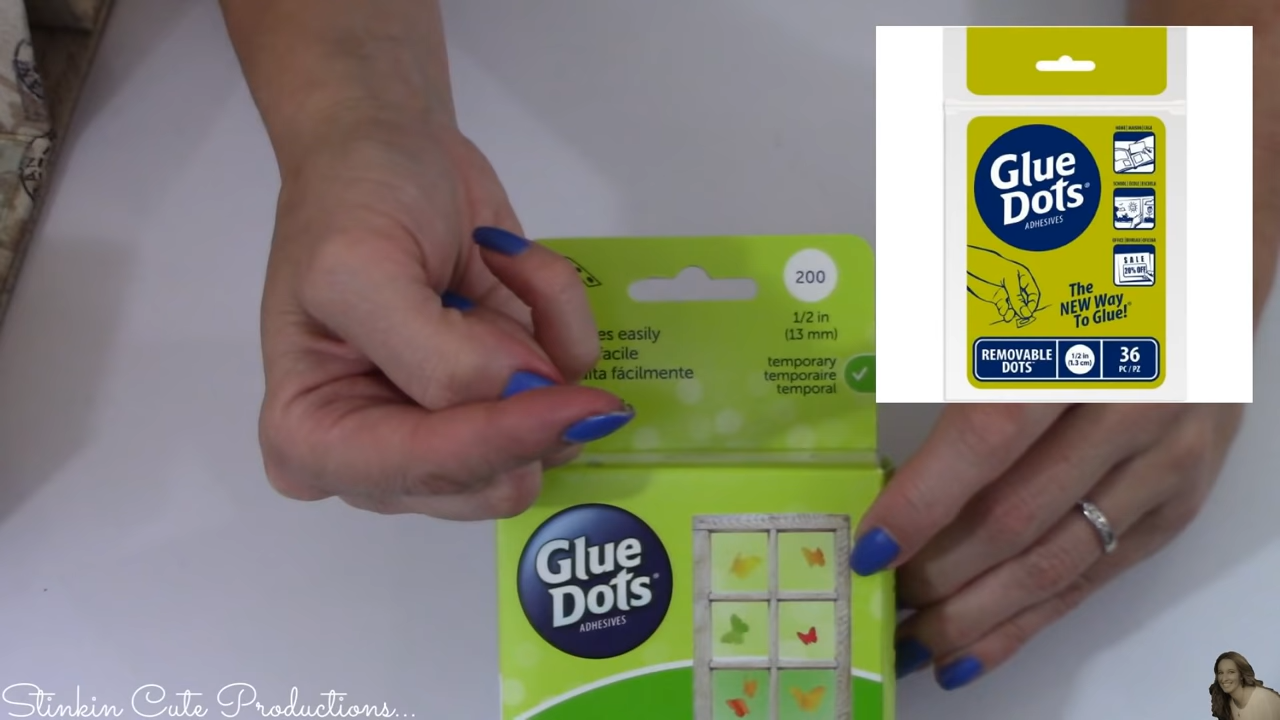 200
1/2 in
(13 mm)
es easily
facile
ita fácilmente
temporary
temporaire
temporal
Glue
Dots
ADHESIVES
Glue
Dots
ADHESIVES
The
NEW Way
To Glue!
SALE
20% OFF
REMOVABLE
DOTS™
1/2 in
(1.3 cm)
36
PC / PZ
Stinkin Cute Productions...